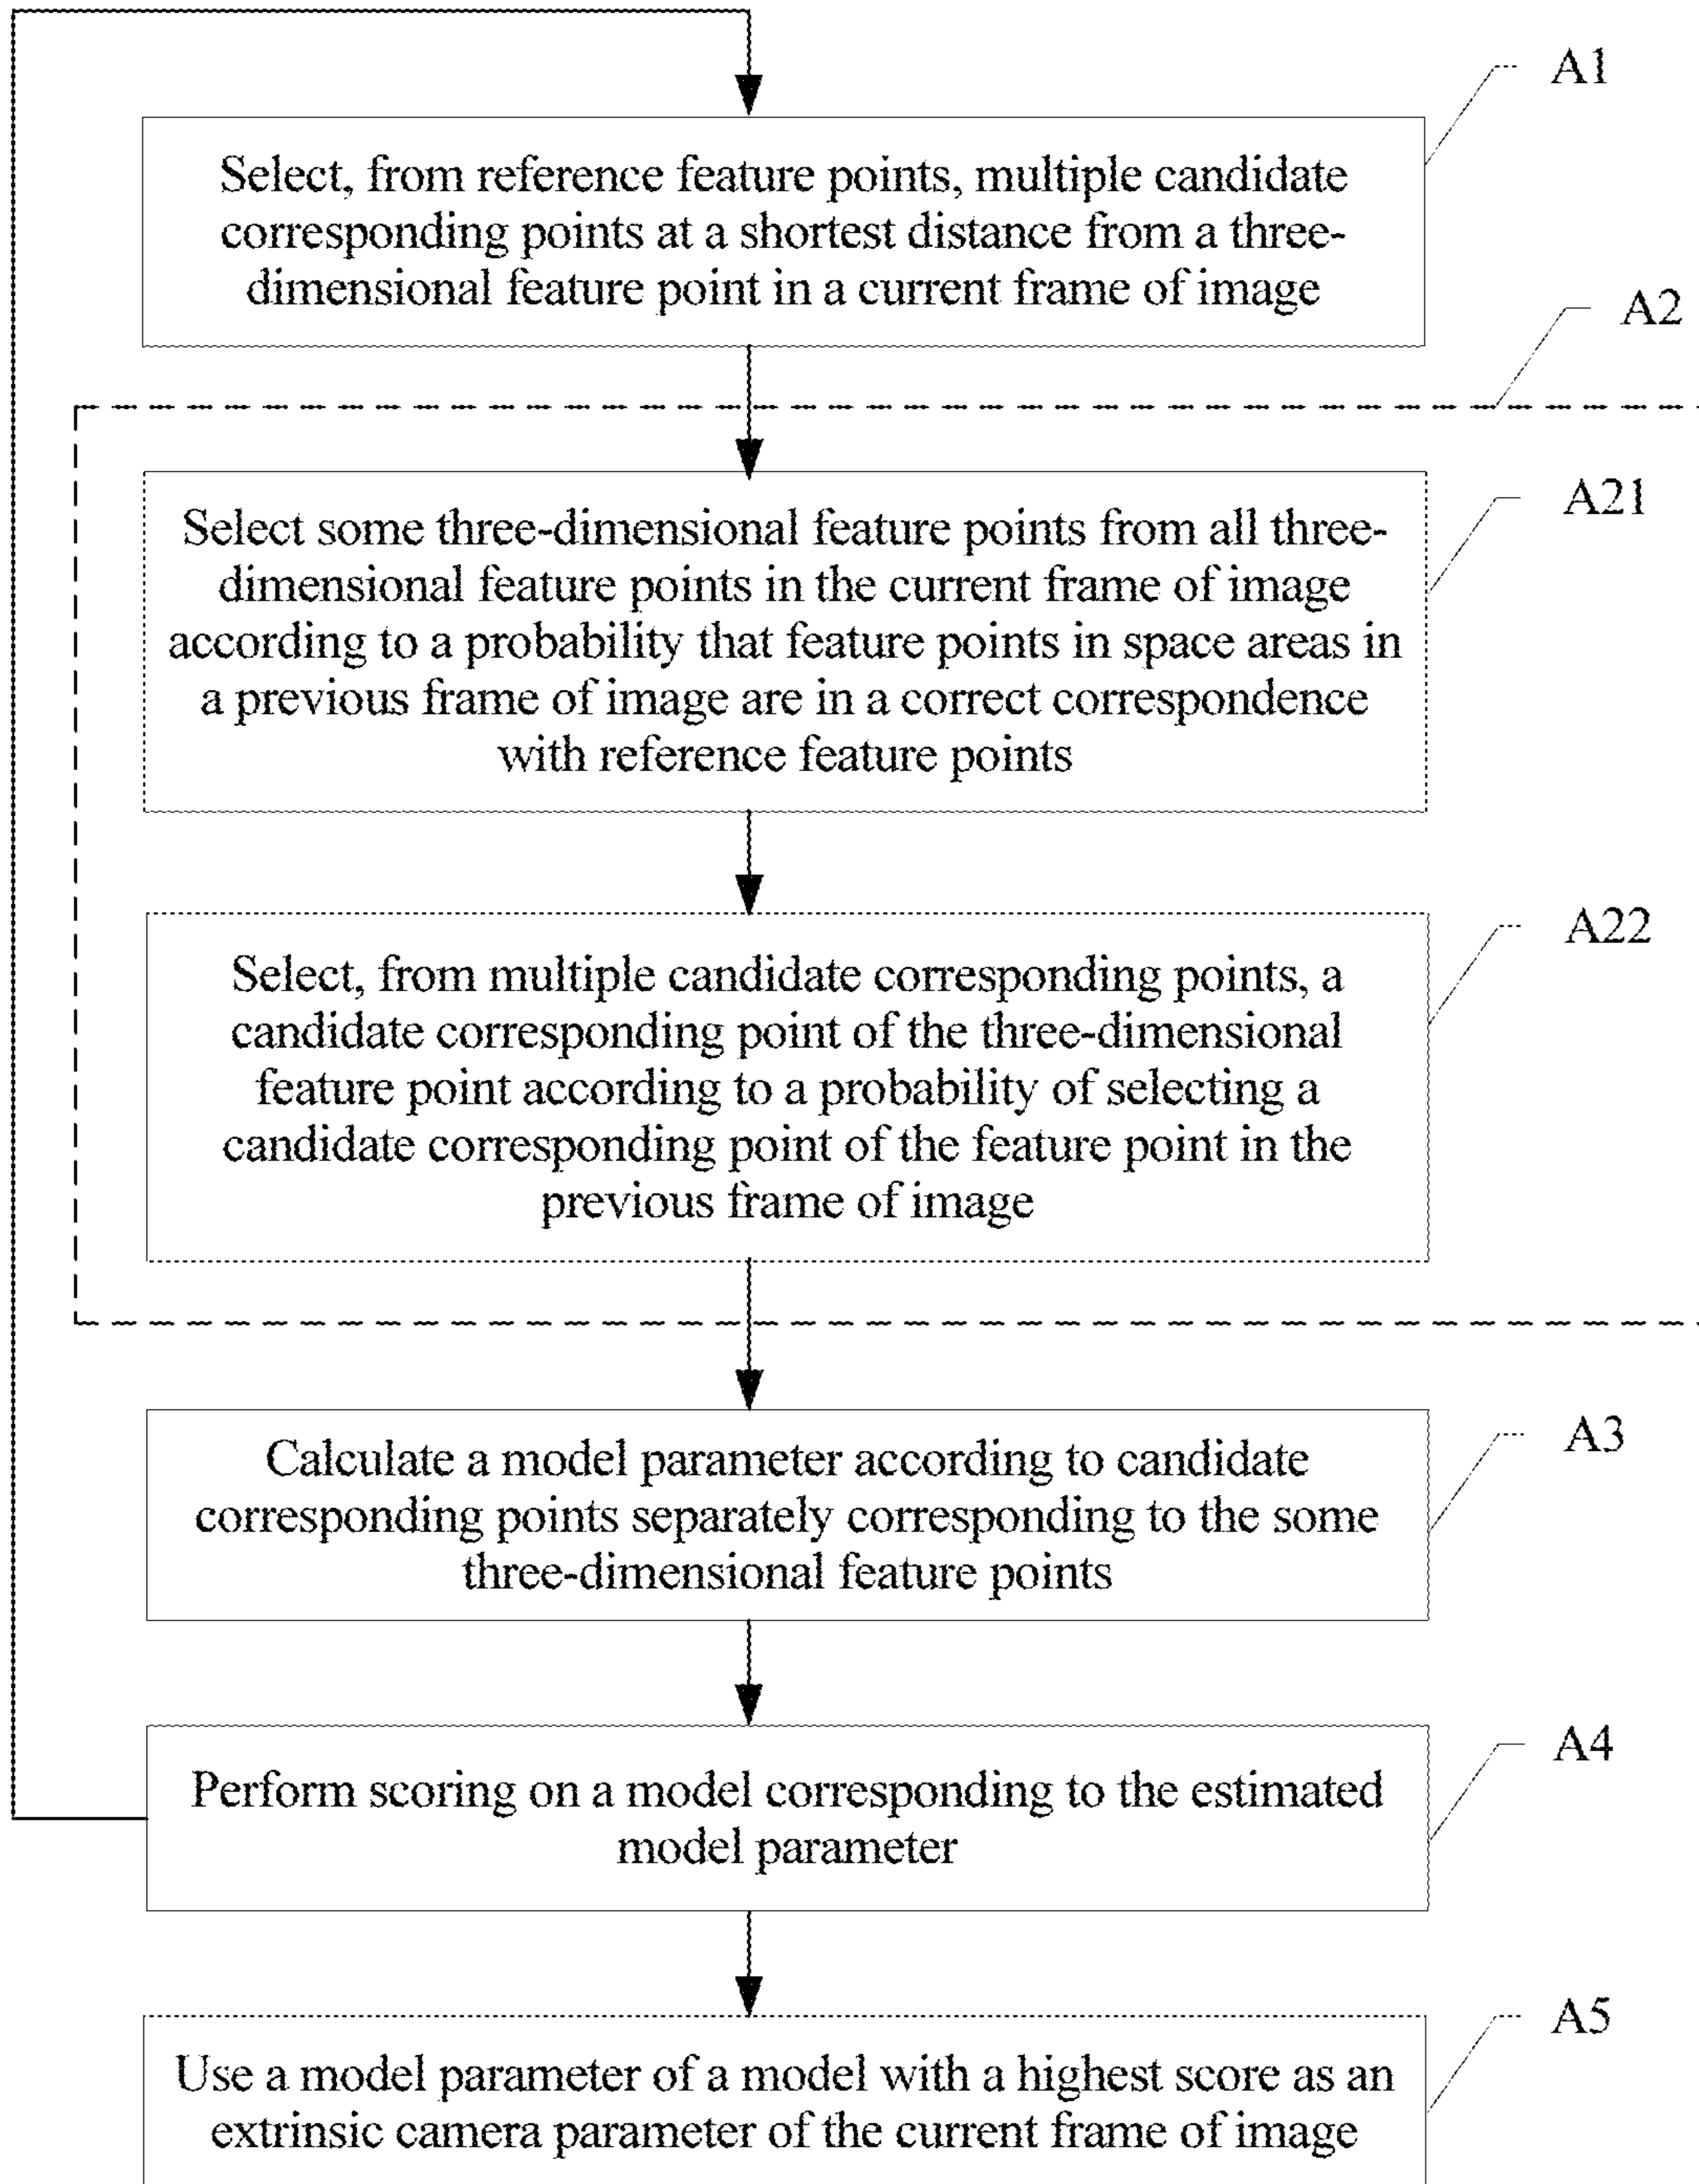 A1
Select, from reference feature points, multiple candidate
corresponding points at a shortest distance from a three-
dimensional feature point in a current frame of image
A2
A21
Select some three-dimensional feature points from all three-
dimensional feature points in the current frame of image
according to a probability that feature points in space areas in
a previous frame of image are in a correct correspondence
with reference feature points
A22
Select, from multiple candidate corresponding points, a
candidate corresponding point of the three-dimensional
feature point according to a probability of selecting a
candidate corresponding point of the feature point in the
previous frame of image
A3
Calculate a model parameter according to candidate
corresponding points separately corresponding to the some
three-dimensional feature points
A4
Perform scoring on a model corresponding to the estimated
model parameter
A5
Use a model parameter of a model with a highest score as an
extrinsic camera parameter of the current frame of image